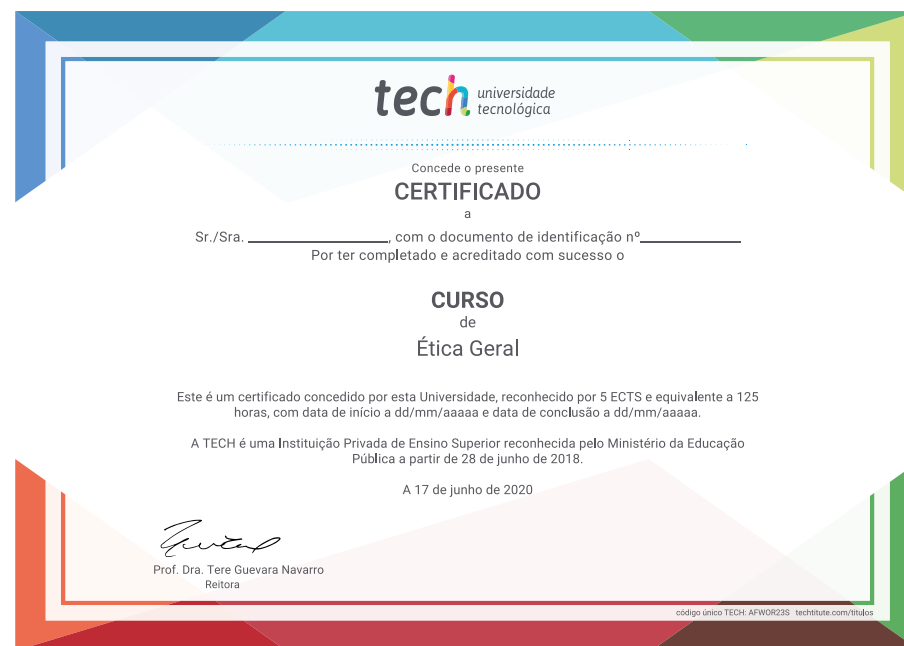 tech universidade
tecnológica
Concede o presente
CERTIFICADO
a
Sr./Sra. ________________, com o documento de identificação nº____________
Por ter completado e acreditado com sucesso o
CURSO
de
Ética Geral
Este é um certificado concedido por esta Universidade, reconhecido por 5 ECTS e equivalente a 125
horas, com data de início a dd/mm/aaaaa e data de conclusão a dd/mm/aaaaa.
A TECH é uma Instituição Privada de Ensino Superior reconhecida pelo Ministério da Educação
Pública a partir de 28 de junho de 2018.
A 17 de junho de 2020
Prof. Dra. Tere Guevara Navarro
Reitora
código único TECH: AFWOR23S techtitute.com/titulos